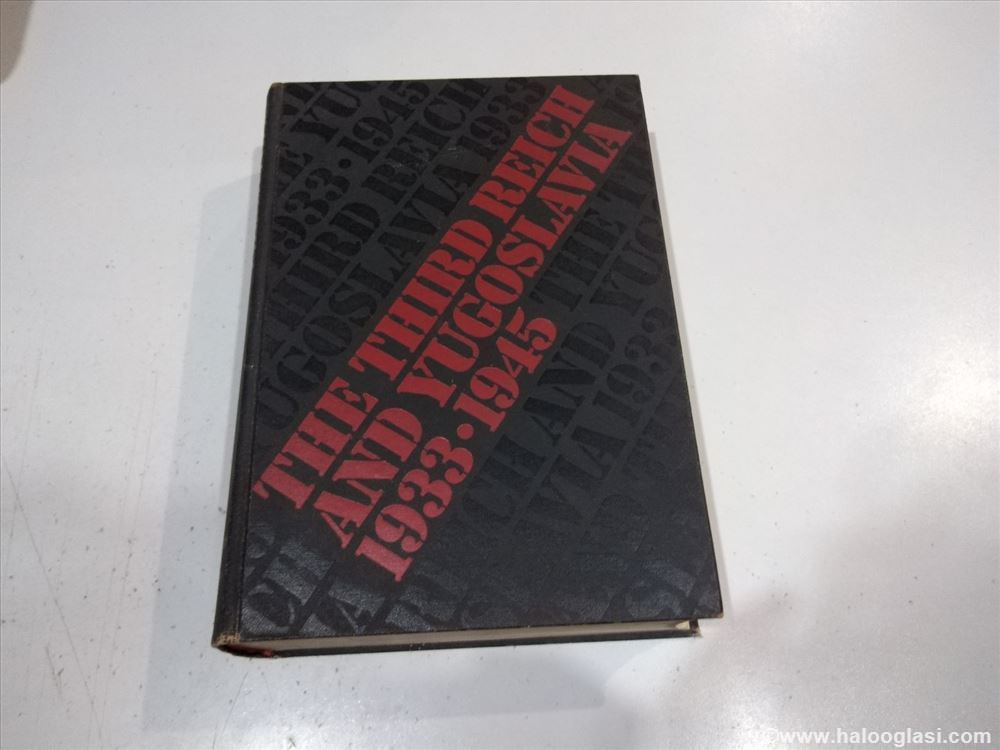 THE THIRD REICH
AND YUGOSLAVIA
1933·1945
©www.halooglasi.com